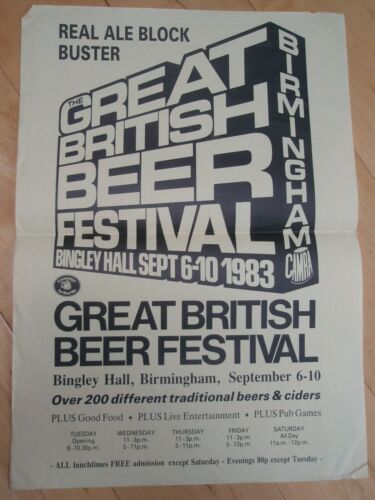 REAL ALE BLOCK
BUSTER
THE
GREAT
BRITISH
BEER
FESTIVAL
BINGLEY HALL SEPT 6-10 1983
BIRMINGHAM
CAMRA
GREAT BRITISH
BEER FESTIVAL
Bingley Hall, Birmingham, September 6-10
Over 200 different traditional beers & ciders
PLUS Good Food • PLUS Live Entertainment • PLUS Pub Games
TUESDAY WEDNESDAY THURSDAY FRIDAY SATURDAY
Opening 11-3p.m. 11-3p.m. 11-3p.m. All Day
6-10.30p.m. 5-11p.m. 5-11p.m. 5-12p.m. 11a.m.-12p.m.
- ALL lunchtimes FREE admission except Saturday - Evenings 80p except Tuesday -